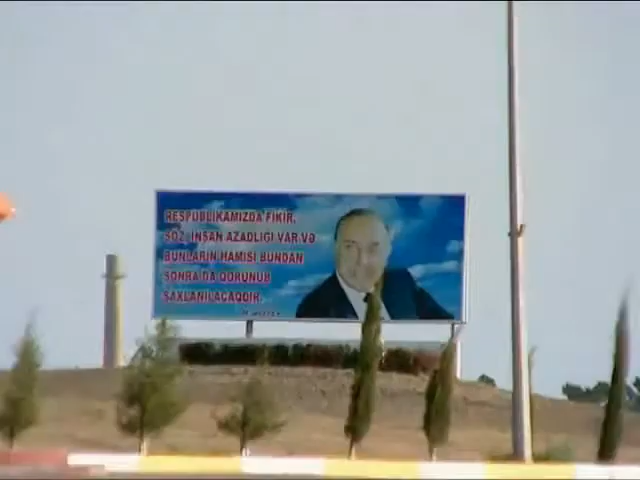 RESPUBLİKAMIZDA FİKİR,
SÖZ, İNSAN AZADLIĞI VAR VƏ
BUNLARIN HAMISI BUNDAN
SONRA DA QORUNUB
SAXLANILACAQDIR.